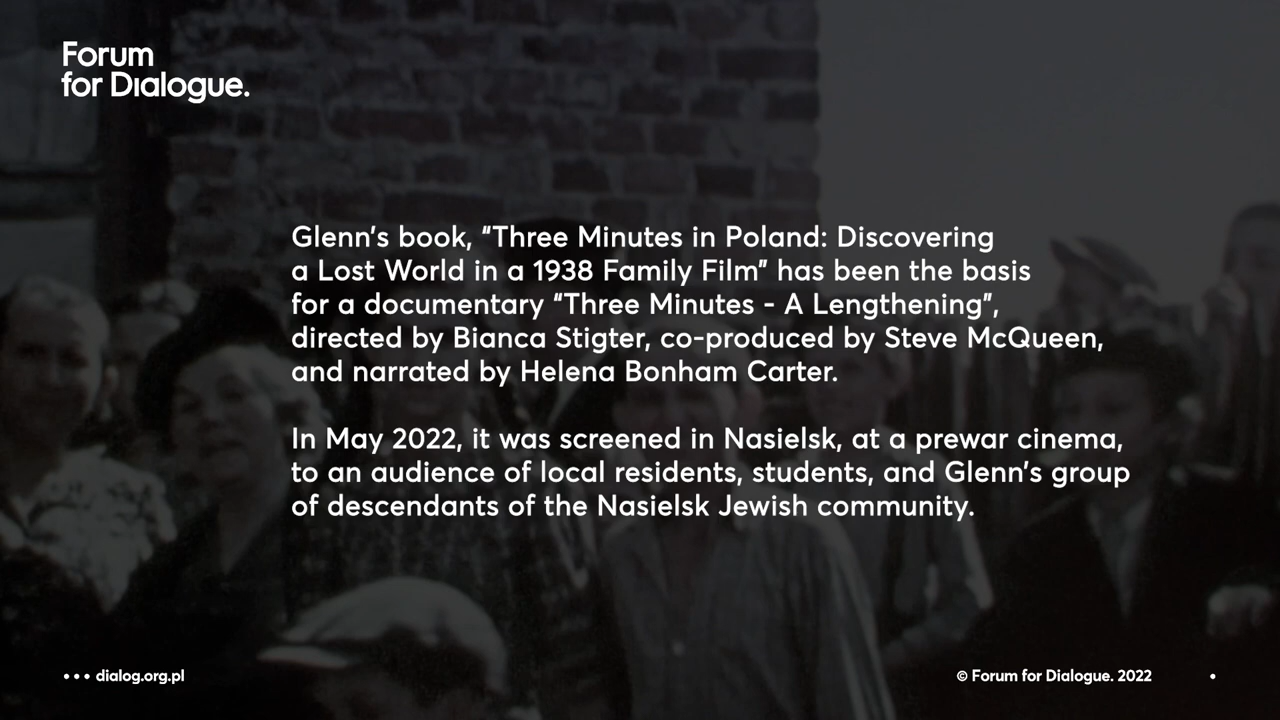 Forum
for Dialogue.
Glenn's book, “Three Minutes in Poland: Discovering
a Lost World in a 1938 Family Film” has been the basis
for a documentary “Three Minutes - A Lengthening”,
directed by Bianca Stigter, co-produced by Steve McQueen,
and narrated by Helena Bonham Carter.
In May 2022, it was screened in Nasielsk, at a prewar cinema,
to an audience of local residents, students, and Glenn's group
of descendants of the Nasielsk Jewish community.
••• dialog.org.pl
© Forum for Dialogue. 2022 •